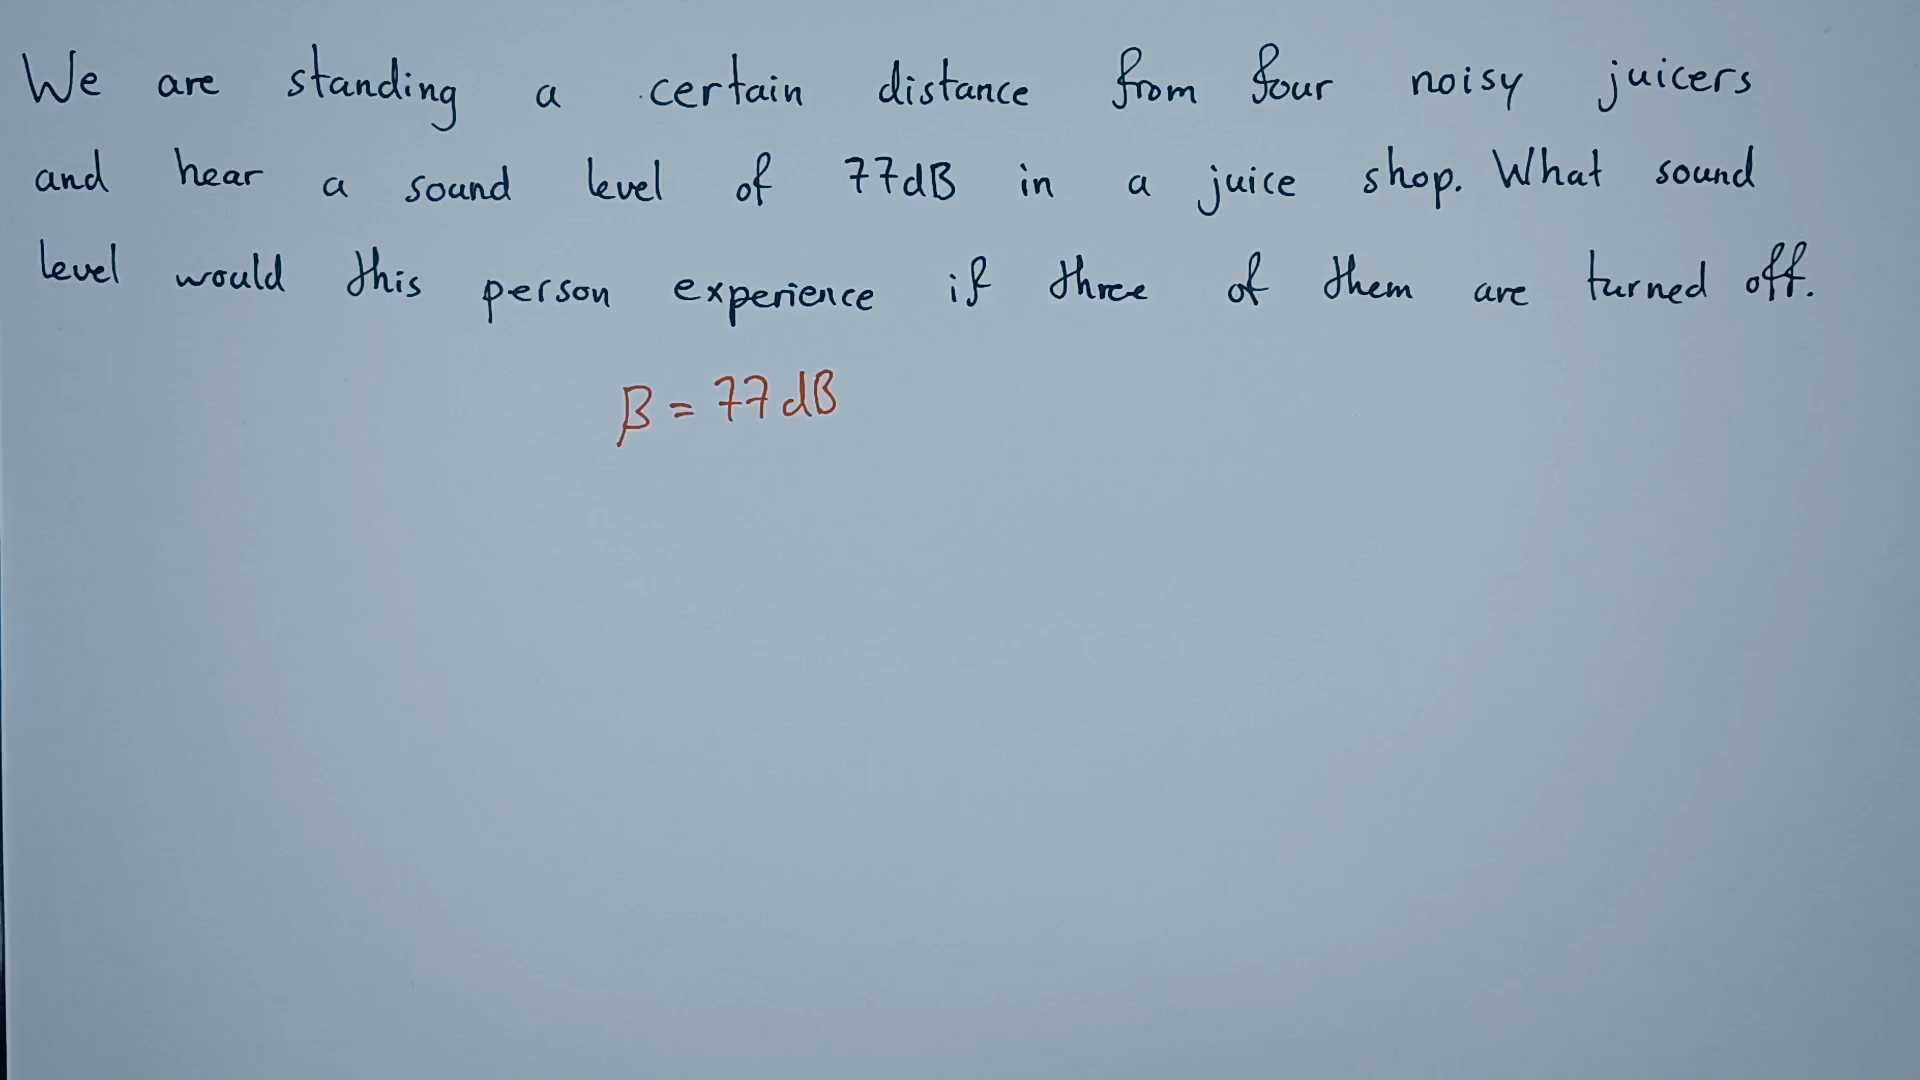 We are standing a certain distance from four noisy juicers
and hear a sound level of 77dB in a juice shop. What sound
level would this person experience if three of them are turned off.
β = 77 dB